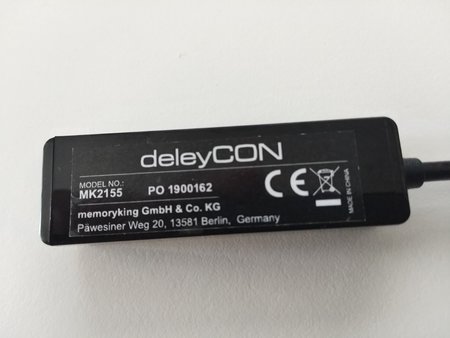 deleyCON
MODEL NO.:
MK2155
PO 1900162
CE
MADE IN CHINA
memoryking GmbH & Co. KG
Päwesiner Weg 20, 13581 Berlin, Germany